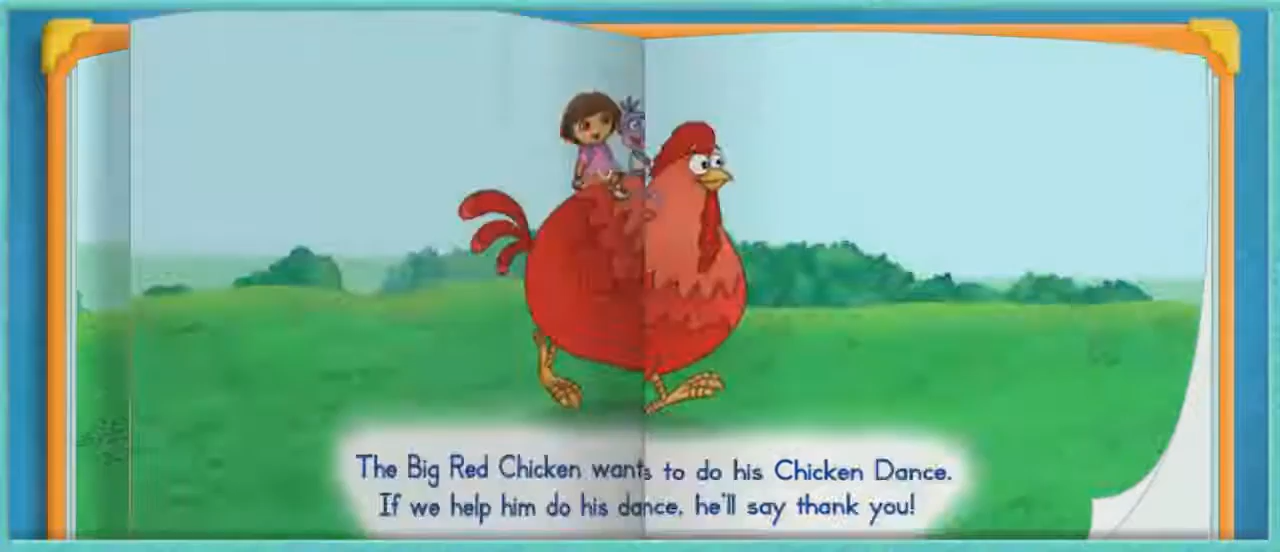 The Big Red Chicken wants to do his Chicken Dance.
If we help him do his dance, he'll say thank you!